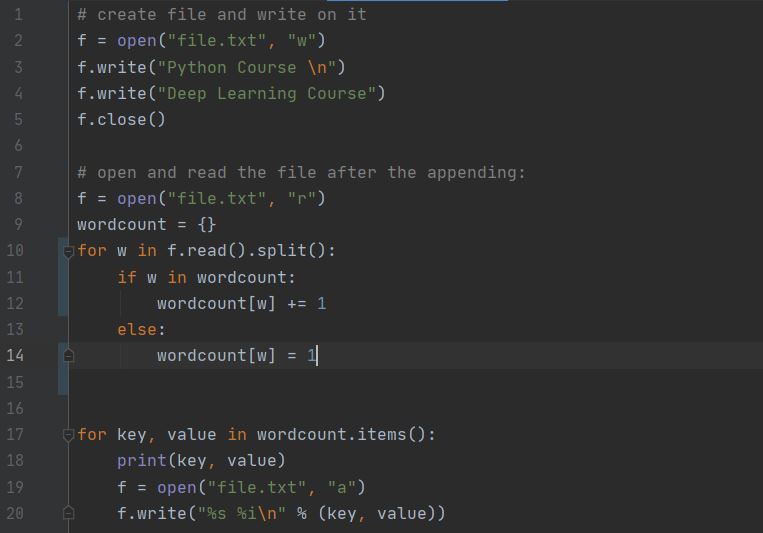 1 # create file and write on it
2 f = open("file.txt", "w")
3 f.write("Python Course \n")
4 f.write("Deep Learning Course")
5 f.close()
6
7 # open and read the file after the appending:
8 f = open("file.txt", "r")
9 wordcount = {}
10 for w in f.read().split():
11     if w in wordcount:
12         wordcount[w] += 1
13     else:
14         wordcount[w] = 1
15
16
17 for key, value in wordcount.items():
18     print(key, value)
19     f = open("file.txt", "a")
20     f.write("%s %i\n" % (key, value))